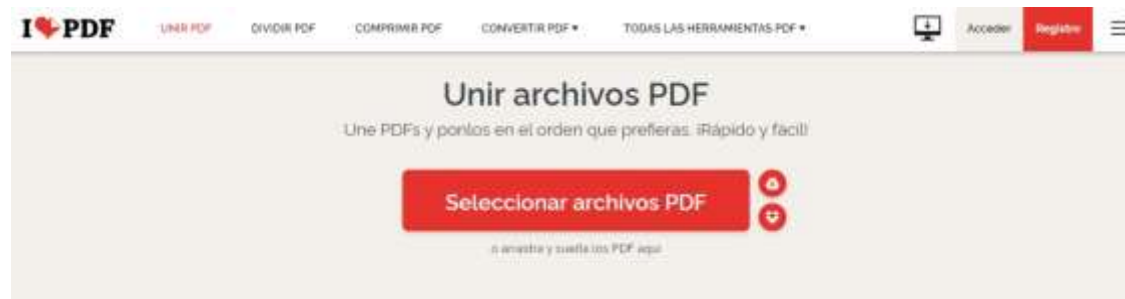 I PDF UNIR PDF DIVIDIR PDF COMPRIMIR PDF CONVERTIR PDF TODAS LAS HERRAMIENTAS PDF Acceder Registro
Unir archivos PDF
Une PDFs y ponlos en el orden que prefieras. ¡Rápido y fácil!
Seleccionar archivos PDF
o arrastra y suelta los PDF aquí